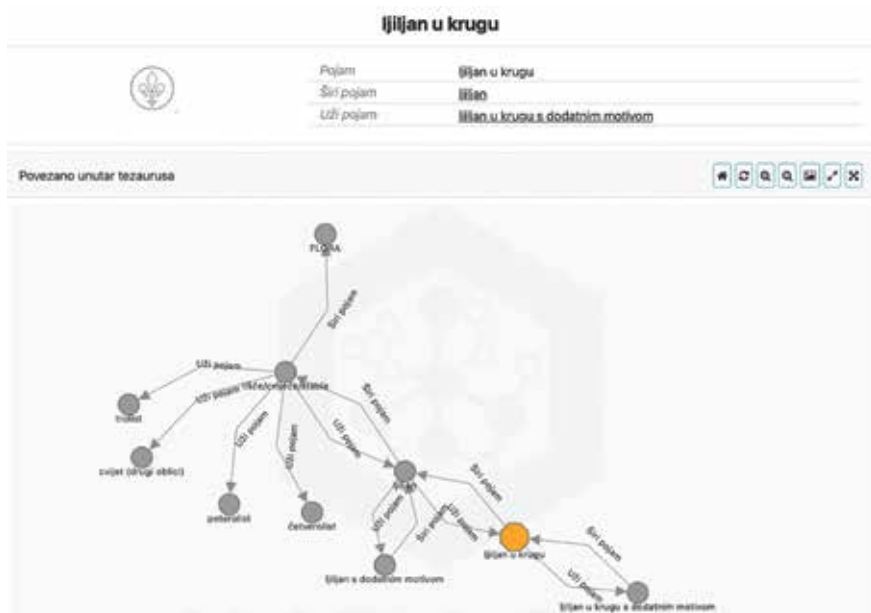 ljiljan u krugu
Pojam ljiljan u krugu
Širi pojam ljiljan
Uži pojam ljiljan u krugu s dodatnim motivom
Povezano unutar tezaurusa
FLORA
Širi pojam
Uži pojam
Uži pojam
Širi pojam
trolist
Uži pojam
Uži pojam
Uži pojam
cvijet (drugi oblici)
Širi pojam
peterolist
četverolist
Uži pojam
Širi pojam
Uži pojam
ljiljan u krugu
Širi pojam
ljiljan s dodatnim motivom
Uži pojam
ljiljan u krugu s dodatnim motivom